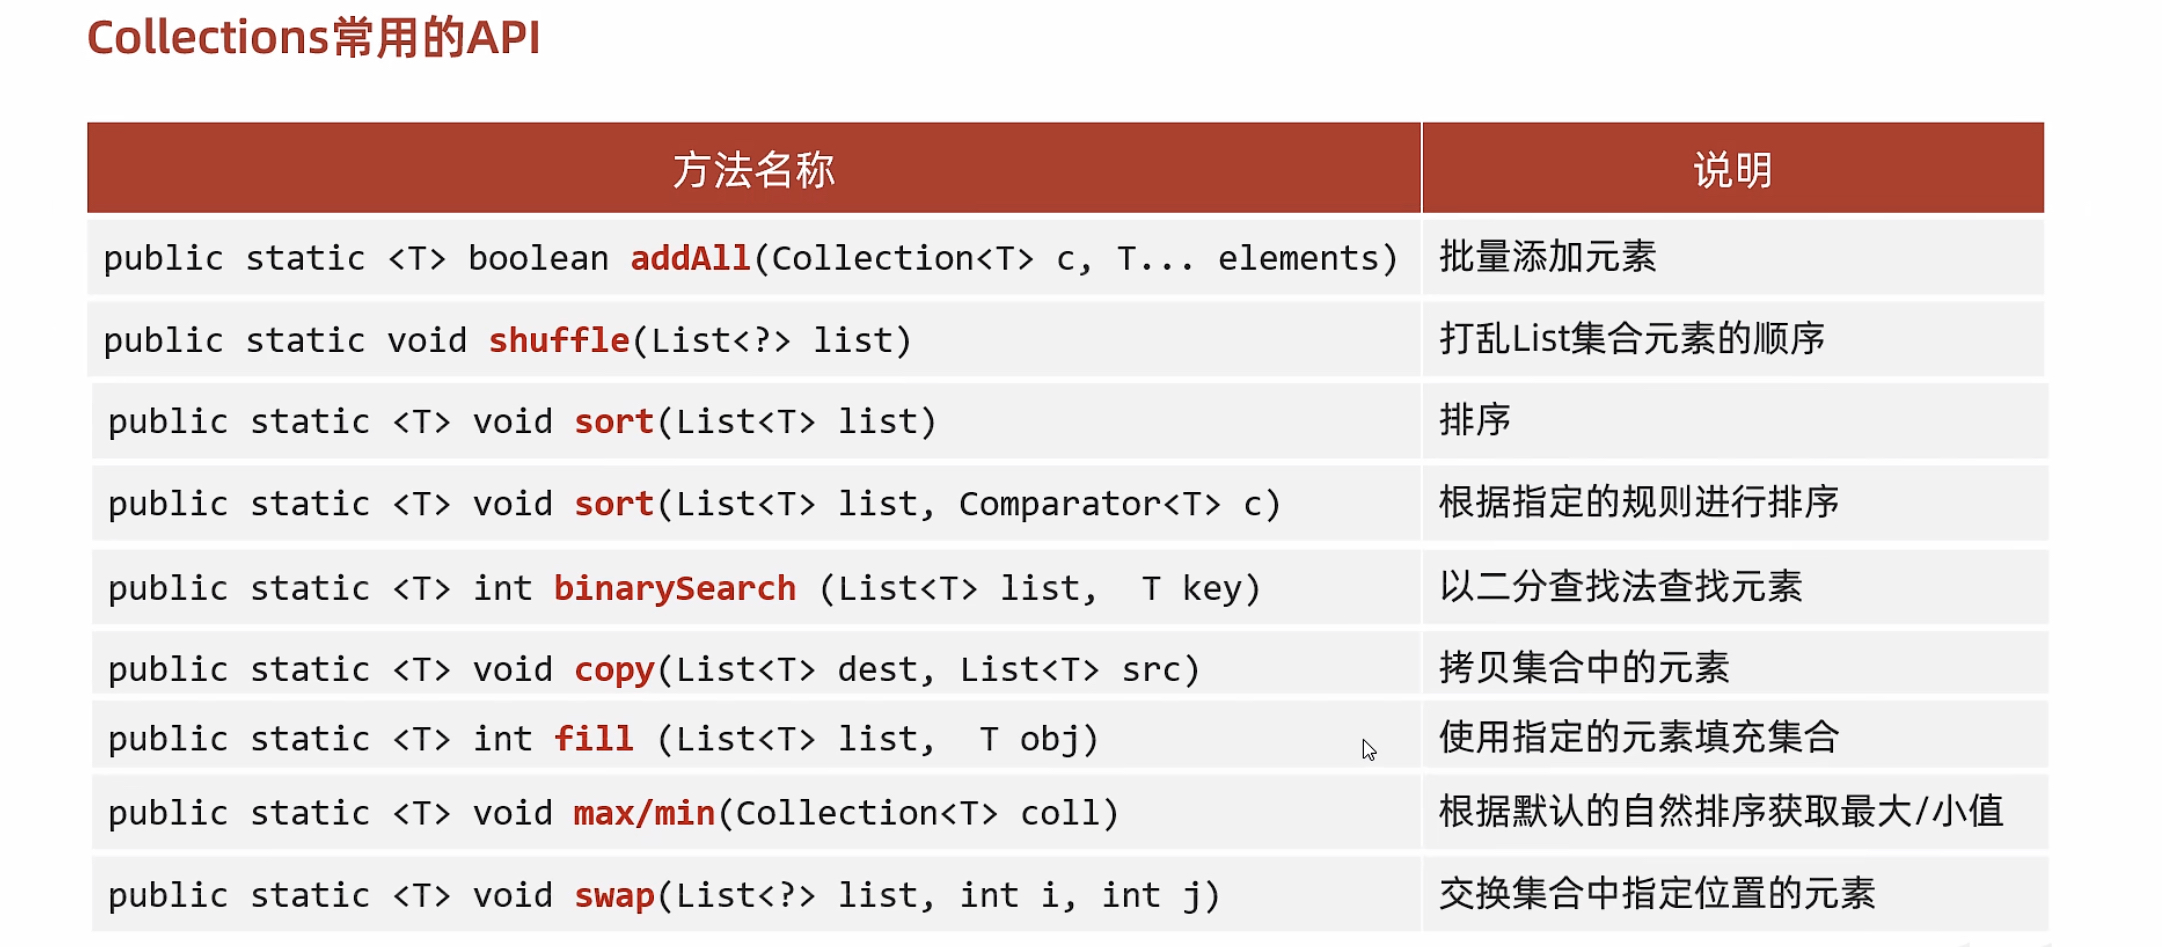 Collections常用的API
方法名称 说明
public static <T> boolean addAll(Collection<T> c, T... elements) 批量添加元素
public static void shuffle(List<?> list) 打乱List集合元素的顺序
public static <T> void sort(List<T> list) 排序
public static <T> void sort(List<T> list, Comparator<T> c) 根据指定的规则进行排序
public static <T> int binarySearch (List<T> list,  T key) 以二分查找法查找元素
public static <T> void copy(List<T> dest, List<T> src) 拷贝集合中的元素
public static <T> int fill (List<T> list,  T obj) 使用指定的元素填充集合
public static <T> void max/min(Collection<T> coll) 根据默认的自然排序获取最大/小值
public static <T> void swap(List<?> list, int i, int j) 交换集合中指定位置的元素